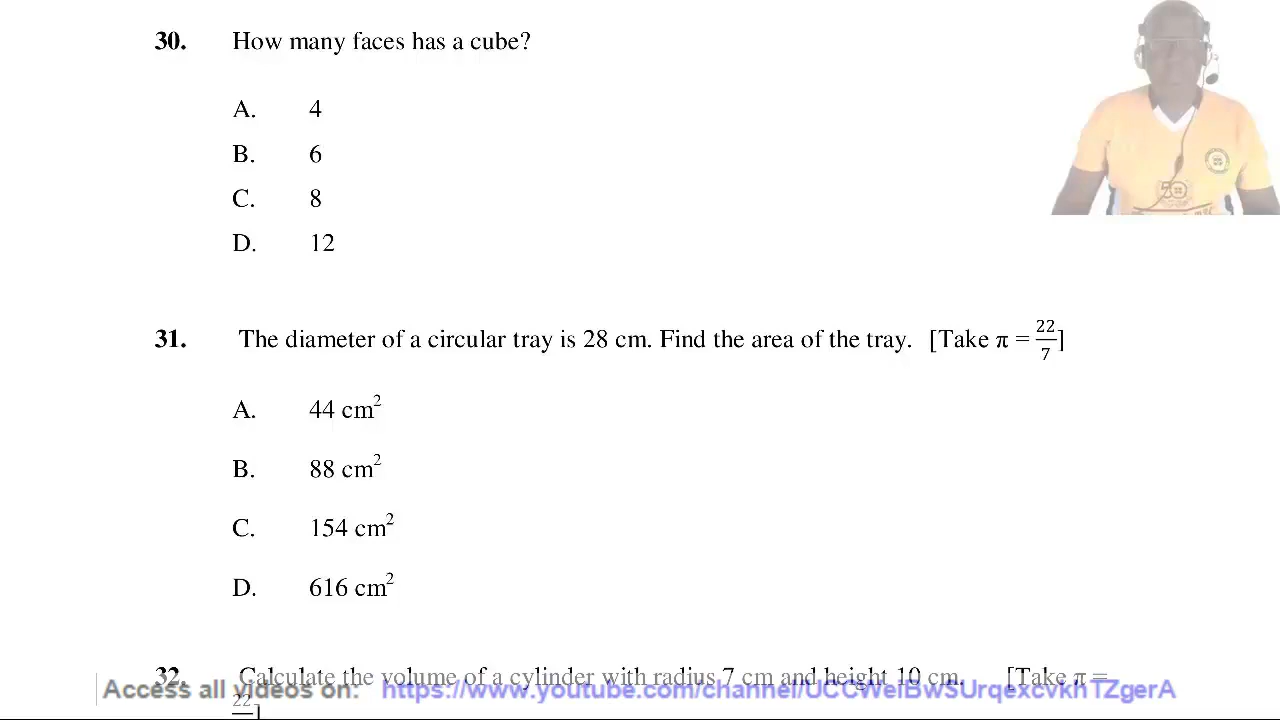 30. How many faces has a cube?
A. 4
B. 6
C. 8
D. 12
31. The diameter of a circular tray is 28 cm. Find the area of the tray. [Take π = 22/7]
A. 44 cm²
B. 88 cm²
C. 154 cm²
D. 616 cm²
32. Calculate the volume of a cylinder with radius 7 cm and height 10 cm. [Take π =
22
]
Access all videos on: